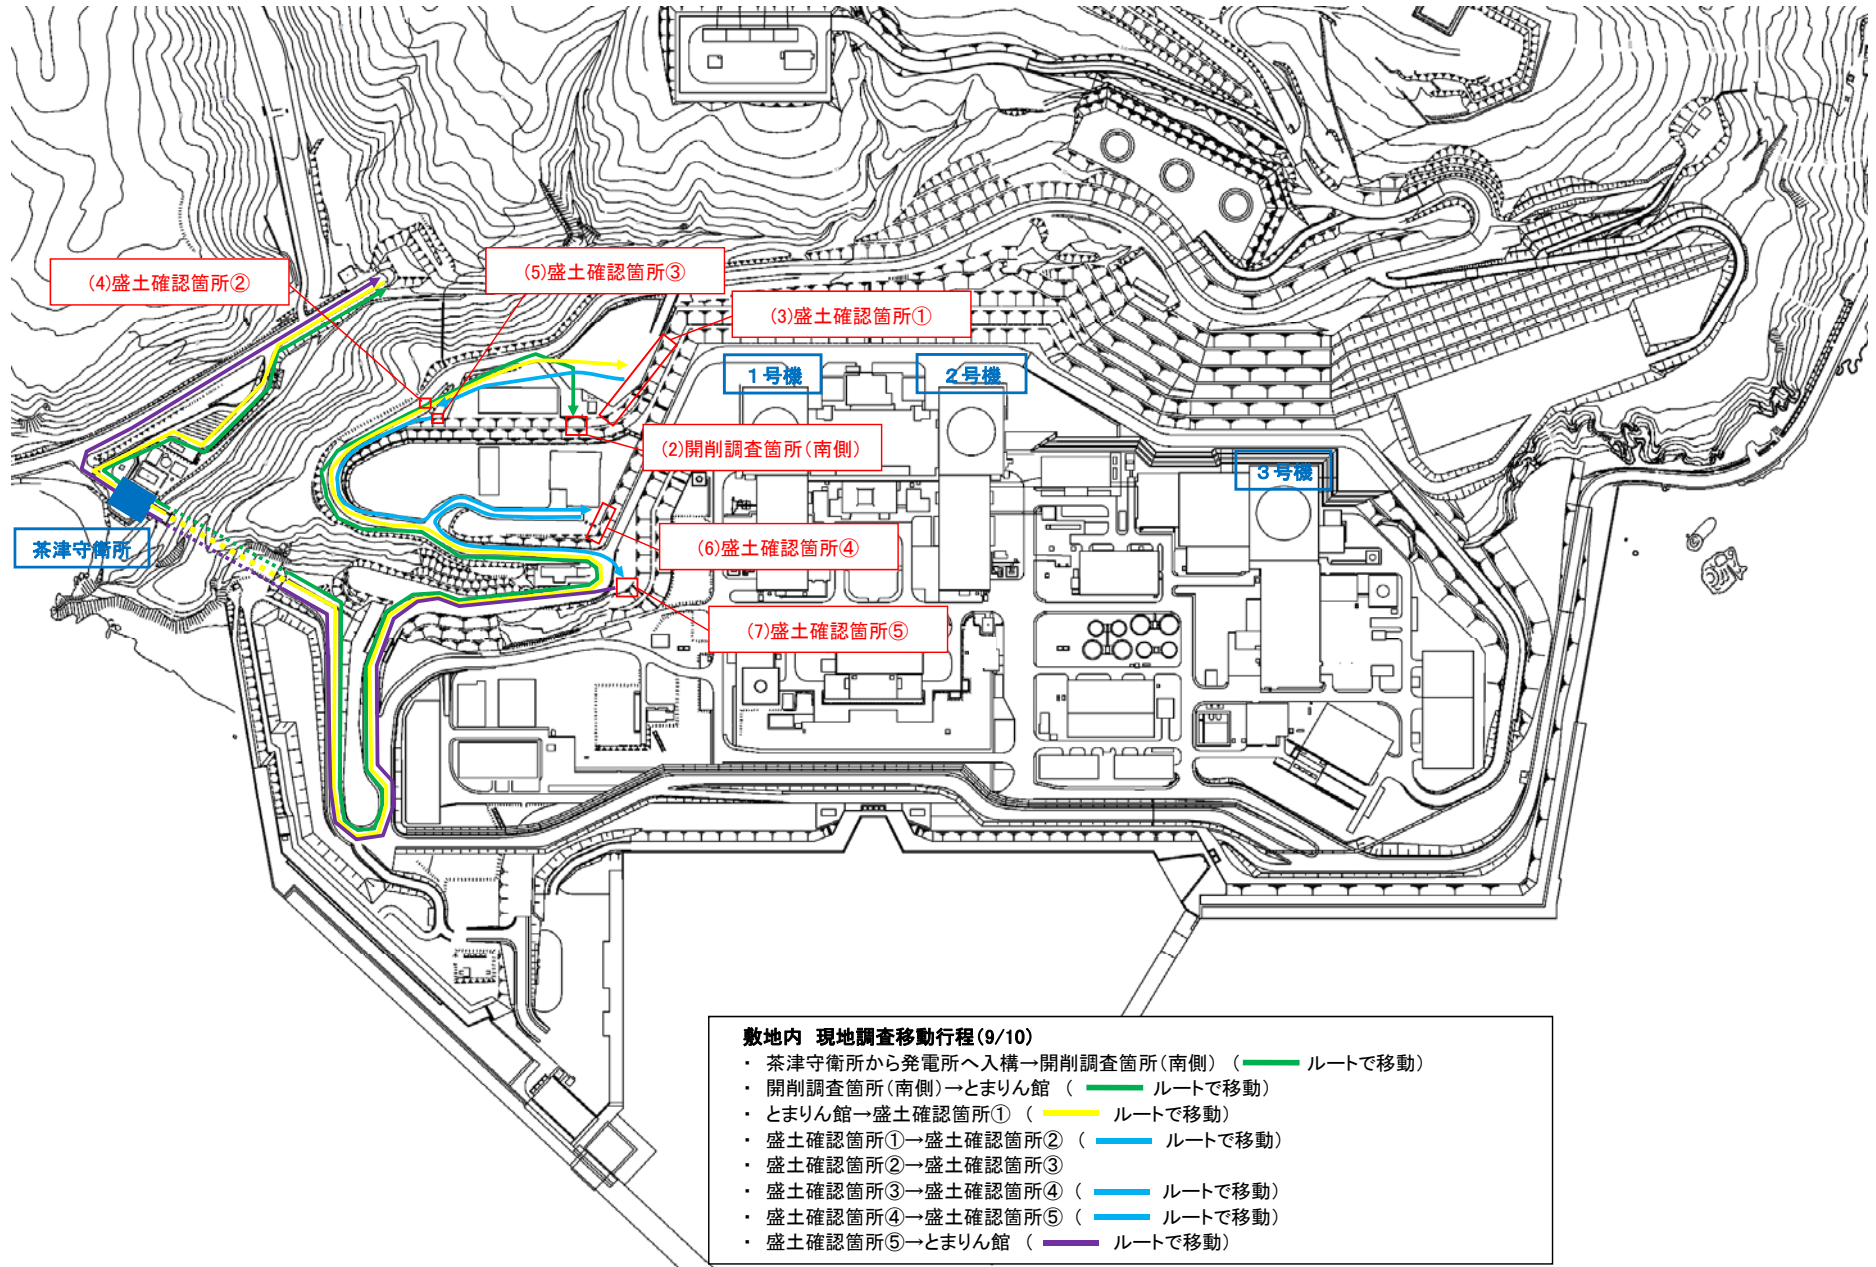 (4)盛土確認箇所②
(5)盛土確認箇所③
(3)盛土確認箇所①
1号機
2号機
(2)開削調査箇所(南側)
3号機
茶津守衛所
(6)盛土確認箇所④
(7)盛土確認箇所⑤
敷地内 現地調査移動行程(9/10)
・ 茶津守衛所から発電所へ入構→開削調査箇所(南側) ( ルートで移動)
・ 開削調査箇所(南側)→とまりん館 ( ルートで移動)
・ とまりん館→盛土確認箇所① ( ルートで移動)
・ 盛土確認箇所①→盛土確認箇所② ( ルートで移動)
・ 盛土確認箇所②→盛土確認箇所③
・ 盛土確認箇所③→盛土確認箇所④ ( ルートで移動)
・ 盛土確認箇所④→盛土確認箇所⑤ ( ルートで移動)
・ 盛土確認箇所⑤→とまりん館 ( ルートで移動)